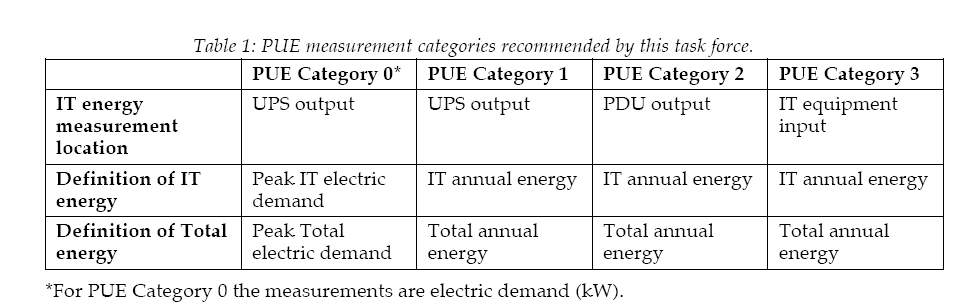 Table 1: PUE measurement categories recommended by this task force.
PUE Category 0* PUE Category 1 PUE Category 2 PUE Category 3
IT energy UPS output UPS output PDU output IT equipment
measurement input
location
Definition of IT Peak IT electric IT annual energy IT annual energy IT annual energy
energy demand
Definition of Total Peak Total Total annual Total annual Total annual
energy electric demand energy energy energy
*For PUE Category 0 the measurements are electric demand (kW).